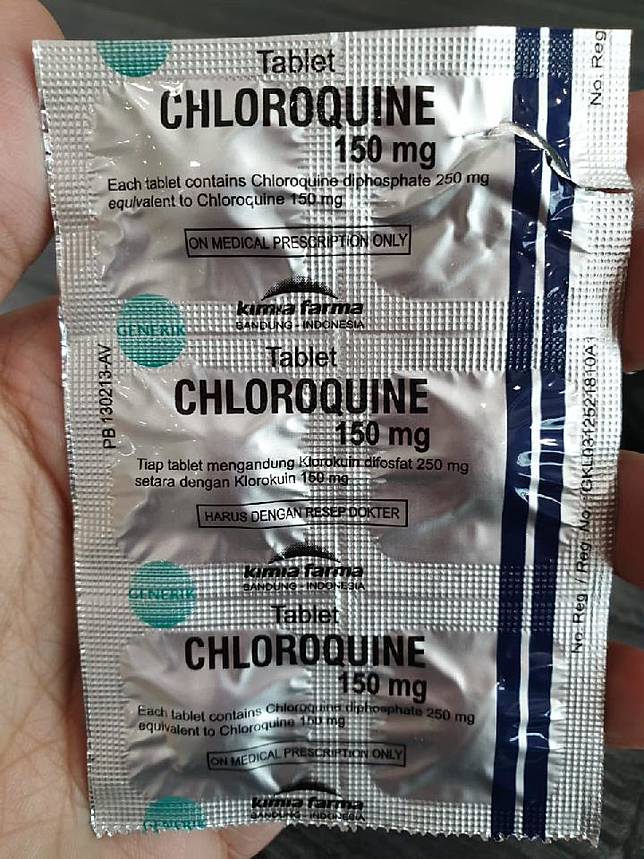 Tablet
CHLOROQUINE
150 mg
Each tablet contains Chloroquine diphosphate 250 mg
equivalent to Chloroquine 150 mg
ON MEDICAL PRESCRIPTION ONLY
kimia farma
BANDUNG - INDONESIA
GENERIK
Tablet
CHLOROQUINE
150 mg
Tiap tablet mengandung Klorokuin difosfat 250 mg
setara dengan Klorokuin 150 mg
HARUS DENGAN RESEP DOKTER
kimia farma
BANDUNG - INDONESIA
GENERIK
Tablet
CHLOROQUINE
150 mg
Each tablet contains Chloroquine diphosphate 250 mg
equivalent to Chloroquine 150 mg
ON MEDICAL PRESCRIPTION ONLY
kimia farma
BANDUNG - INDONESIA
GENERIK
PB 130213-AV
No. Reg
No. Reg / Reg. No. : GKL0312521810A1